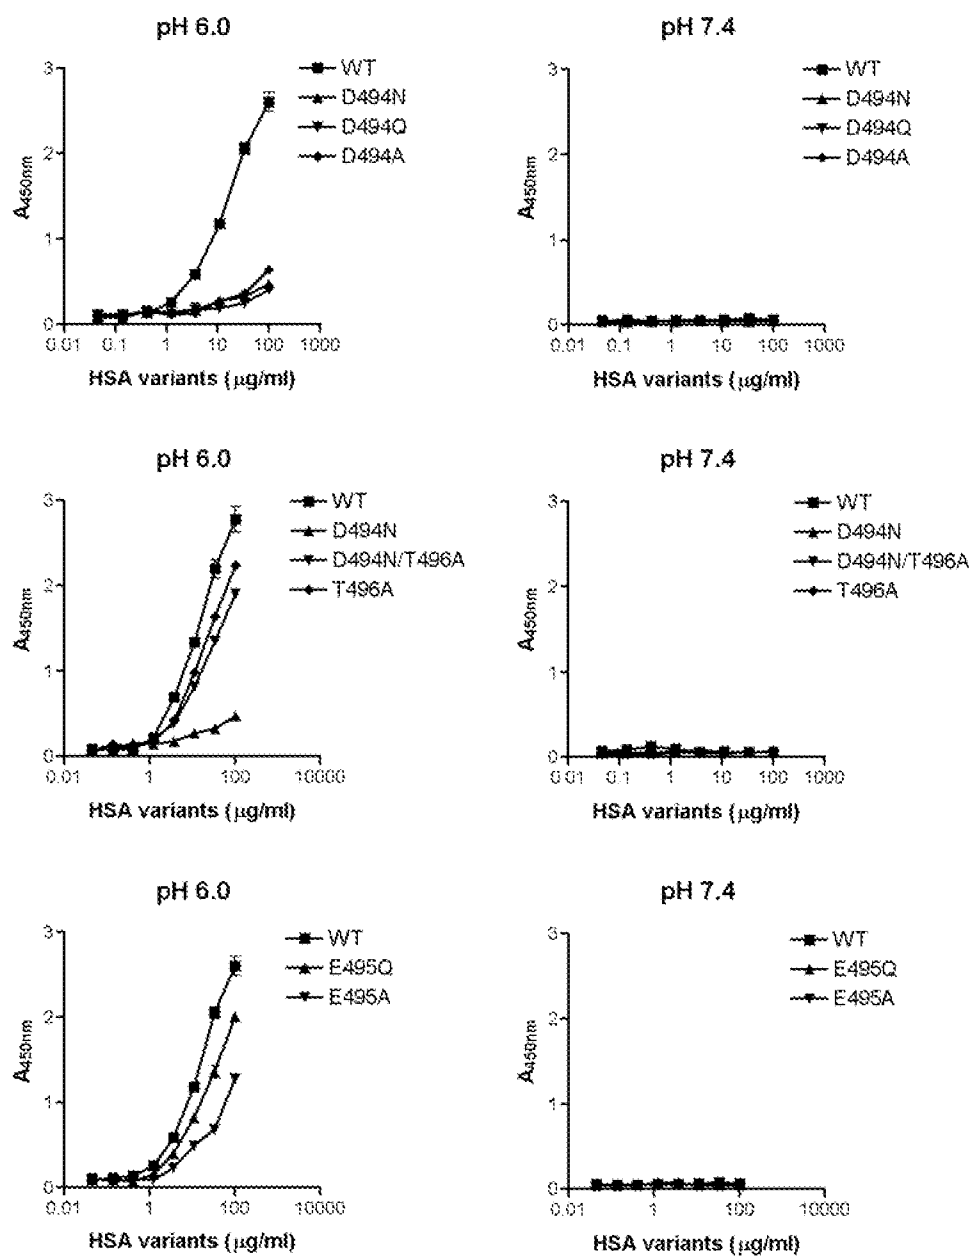 pH 6.0
3
2
1
0
A450nm
0.01 0.1 1 10 100 1000
HSA variants (µg/ml)
WT
D494N
D494Q
D494A
pH 7.4
3
2
1
0
A450nm
0.01 0.1 1 10 100 1000
HSA variants (µg/ml)
WT
D494N
D494Q
D494A
pH 6.0
3
2
1
0
A450nm
0.01 1 100 10000
HSA variants (µg/ml)
WT
D494N
D494N/T496A
T496A
pH 7.4
3
2
1
0
A450nm
0.01 0.1 1 10 100 1000
HSA variants (µg/ml)
WT
D494N
D494N/T496A
T496A
pH 6.0
3
2
1
0
A450nm
0.01 1 100 10000
HSA variants (µg/ml)
WT
E495Q
E495A
pH 7.4
3
2
1
0
A450nm
0.01 1 100 10000
HSA variants (µg/ml)
WT
E495Q
E495A